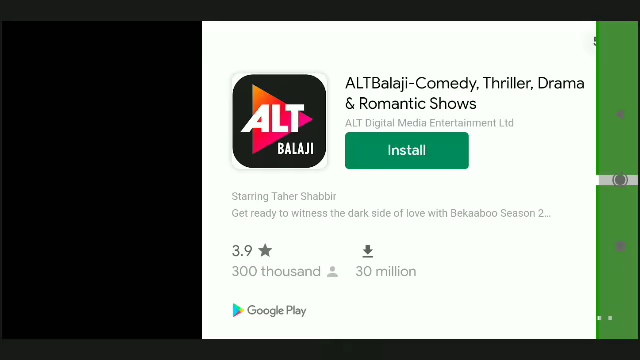 ALTBalaji-Comedy, Thriller, Drama
& Romantic Shows
ALT Digital Media Entertainment Ltd
ALT
BALAJI
Install
Starring Taher Shabbir
Get ready to witness the dark side of love with Bekaaboo Season 2...
3.9
300 thousand
30 million
Google Play